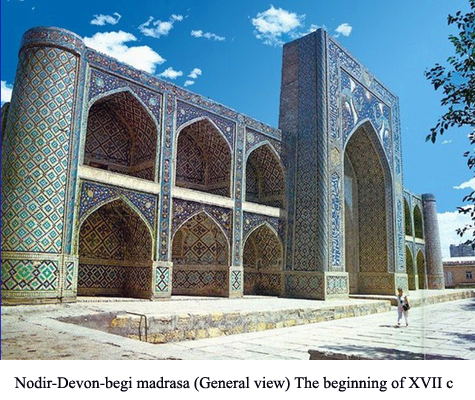 Nodir-Devon-begi madrasa (General view) The beginning of XVII c